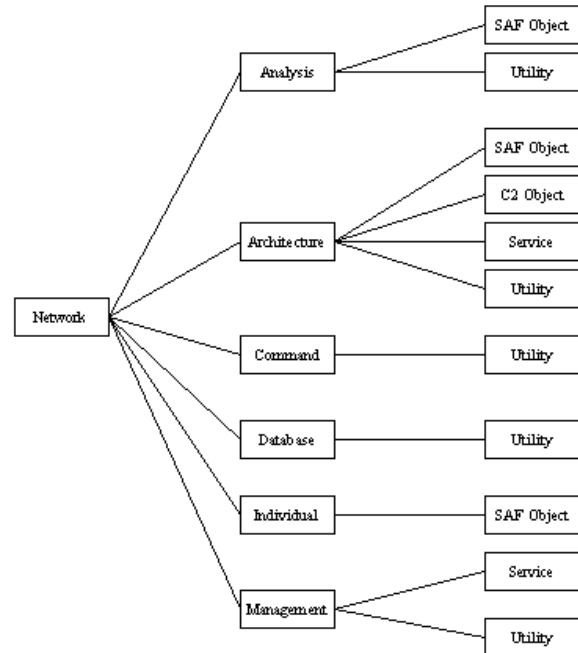 SAF Object
Analysis
Utility
SAF Object
C2 Object
Architecture
Service
Utility
Network
Command
Utility
Database
Utility
Individual
SAF Object
Service
Management
Utility